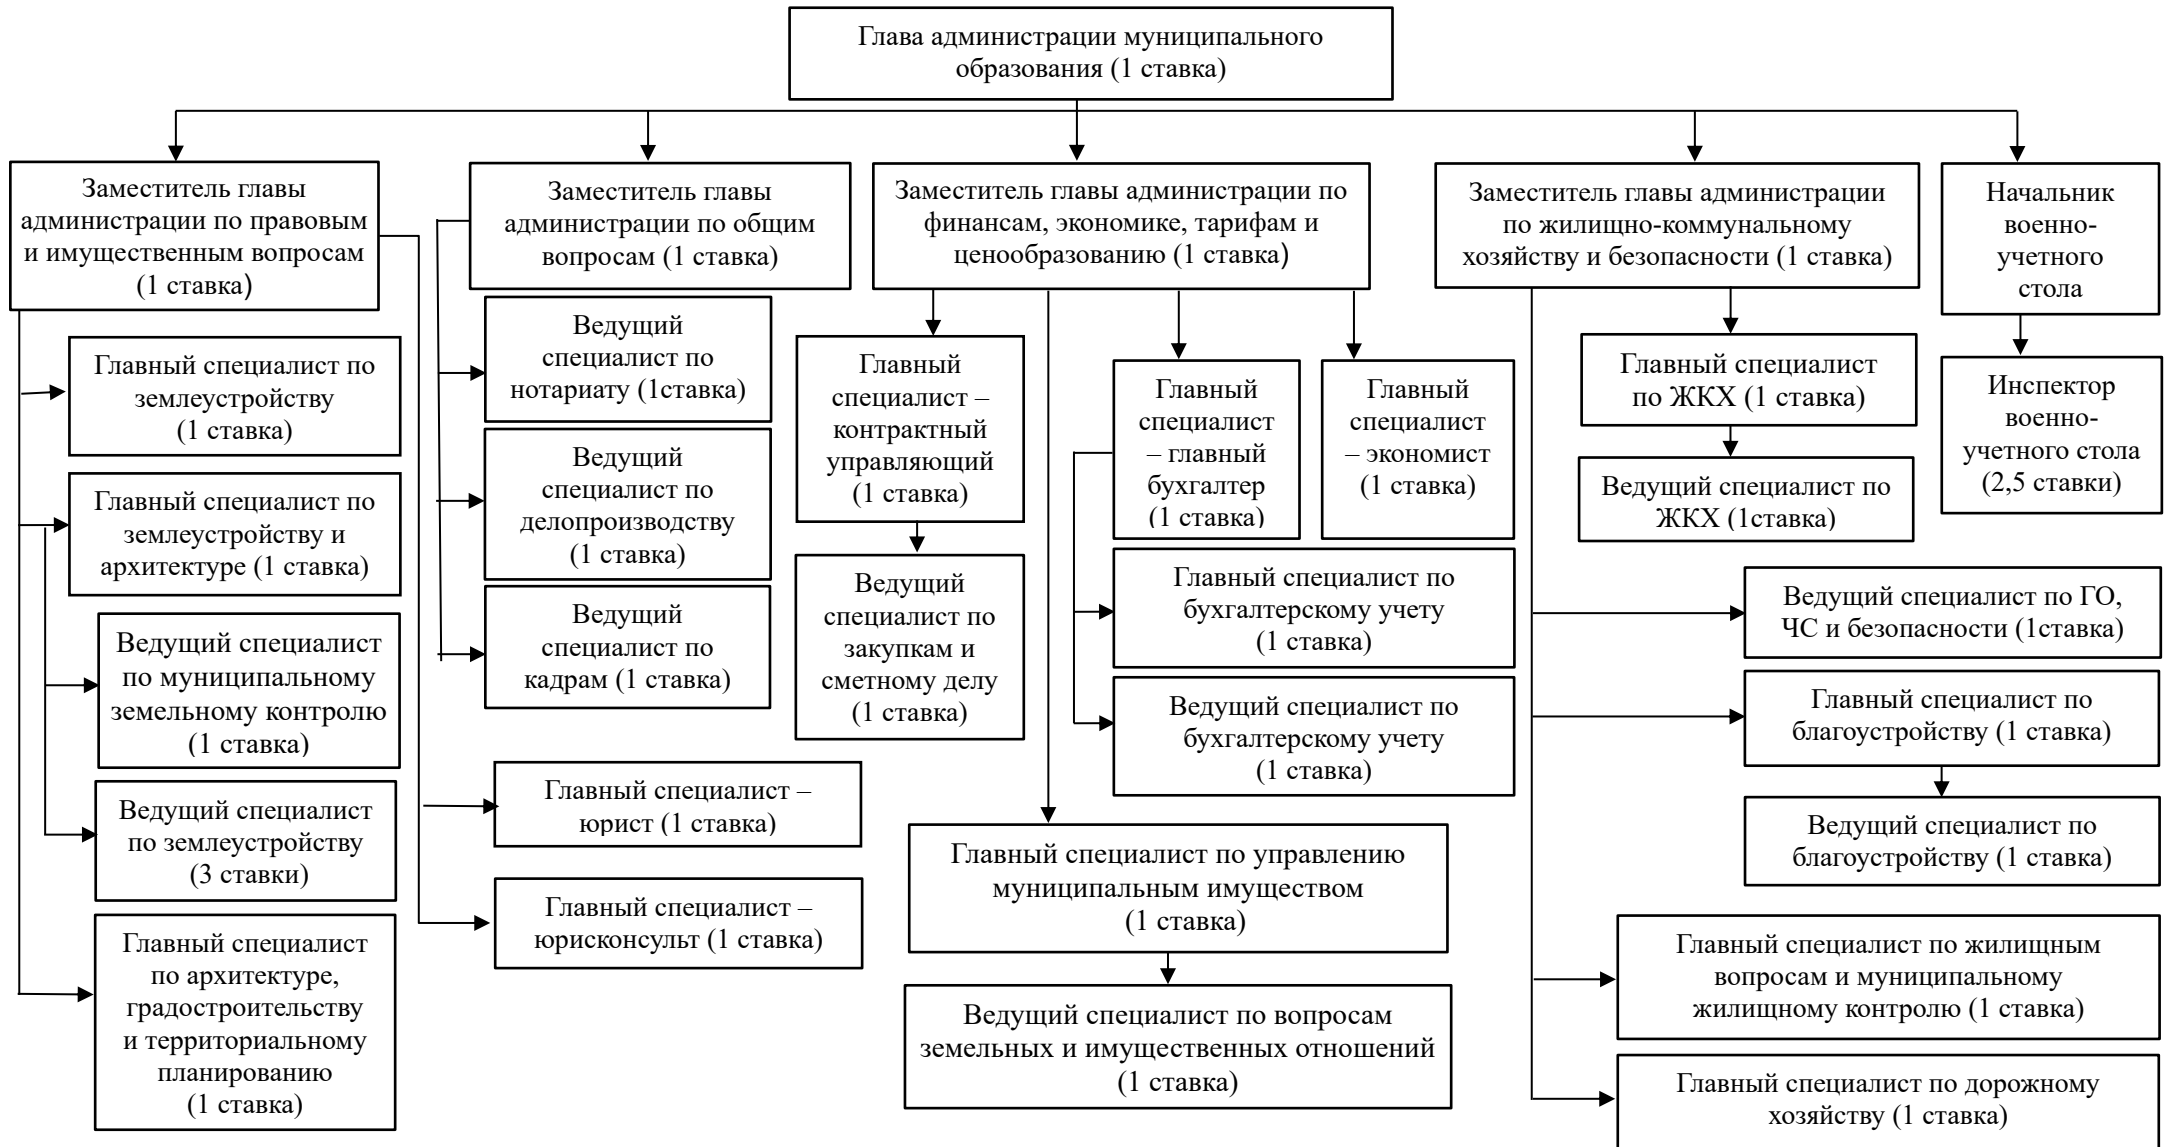 Глава администрации муниципального
образования (1 ставка)
Заместитель главы
администрации по правовым
и имущественным вопросам
(1 ставка)
Заместитель главы
администрации по общим
вопросам (1 ставка)
Заместитель главы администрации по
финансам, экономике, тарифам и
ценообразованию (1 ставка)
Заместитель главы администрации
по жилищно-коммунальному
хозяйству и безопасности (1 ставка)
Начальник
военно-
учетного
стола
Главный специалист по
землеустройству
(1 ставка)
Главный специалист по
землеустройству и
архитектуре (1 ставка)
Ведущий специалист
по муниципальному
земельному контролю
(1 ставка)
Ведущий специалист
по землеустройству
(3 ставки)
Главный специалист
по архитектуре,
градостроительству
и территориальному
планированию
(1 ставка)
Ведущий
специалист по
нотариату (1ставка)
Ведущий
специалист по
делопроизводству
(1 ставка)
Ведущий
специалист по
кадрам (1 ставка)
Главный специалист –
юрист (1 ставка)
Главный специалист –
юрисконсульт (1 ставка)
Главный
специалист –
контрактный
управляющий
(1 ставка)
Ведущий
специалист по
закупкам и
сметному делу
(1 ставка)
Главный
специалист
– главный
бухгалтер
(1 ставка)
Главный
специалист
– экономист
(1 ставка)
Главный специалист по
бухгалтерскому учету
(1 ставка)
Ведущий специалист по
бухгалтерскому учету
(1 ставка)
Главный специалист по управлению
муниципальным имуществом
(1 ставка)
Ведущий специалист по вопросам
земельных и имущественных отношений
(1 ставка)
Главный специалист
по ЖКХ (1 ставка)
Ведущий специалист по
ЖКХ (1ставка)
Ведущий специалист по ГО,
ЧС и безопасности (1ставка)
Главный специалист по
благоустройству (1 ставка)
Ведущий специалист по
благоустройству (1 ставка)
Главный специалист по жилищным
вопросам и муниципальному
жилищному контролю (1 ставка)
Главный специалист по дорожному
хозяйству (1 ставка)
Инспектор
военно-
учетного стола
(2,5 ставки)